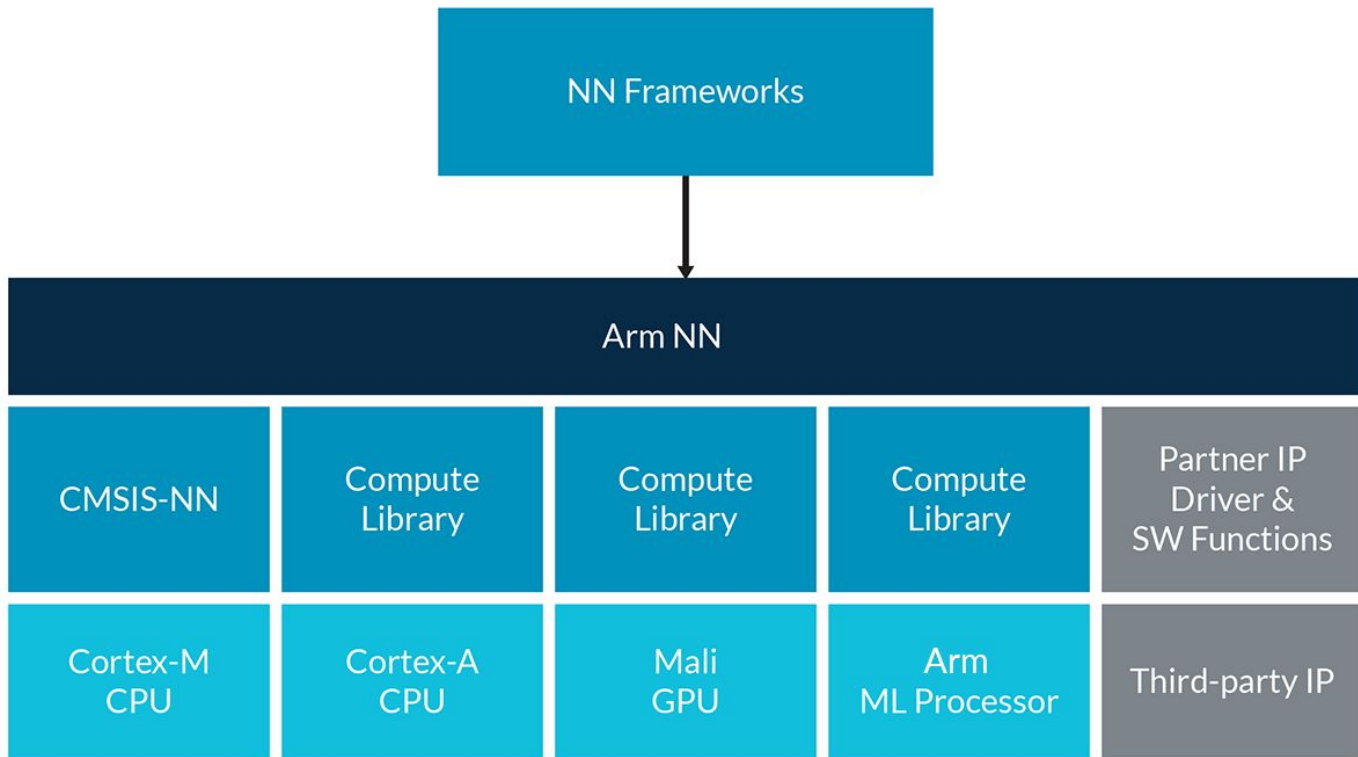 NN Frameworks
Arm NN
CMSIS-NN
Compute
Library
Compute
Library
Compute
Library
Partner IP
Driver &
SW Functions
Cortex-M
CPU
Cortex-A
CPU
Mali
GPU
Arm
ML Processor
Third-party IP